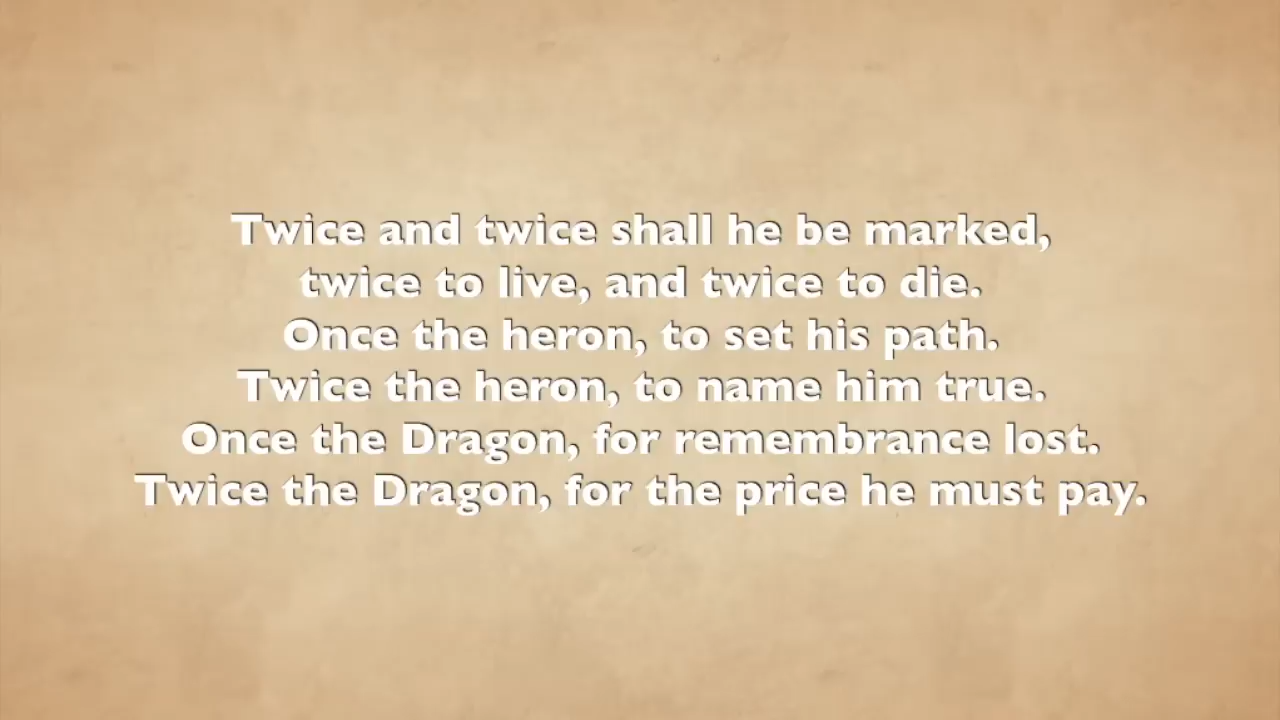 Twice and twice shall he be marked,
twice to live, and twice to die.
Once the heron, to set his path.
Twice the heron, to name him true.
Once the Dragon, for remembrance lost.
Twice the Dragon, for the price he must pay.